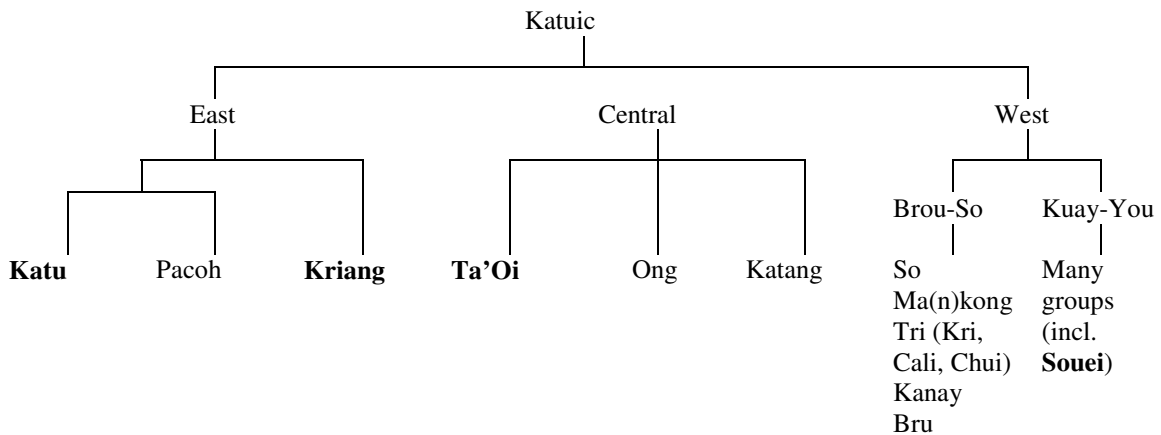 Katuic
East Central West
Brou-So Kuay-You
Katu Pacoh Kriang Ta’Oi Ong Katang So Many
Ma(n)kong groups
Tri (Kri, (incl.
Cali, Chui) Souei)
Kanay
Bru